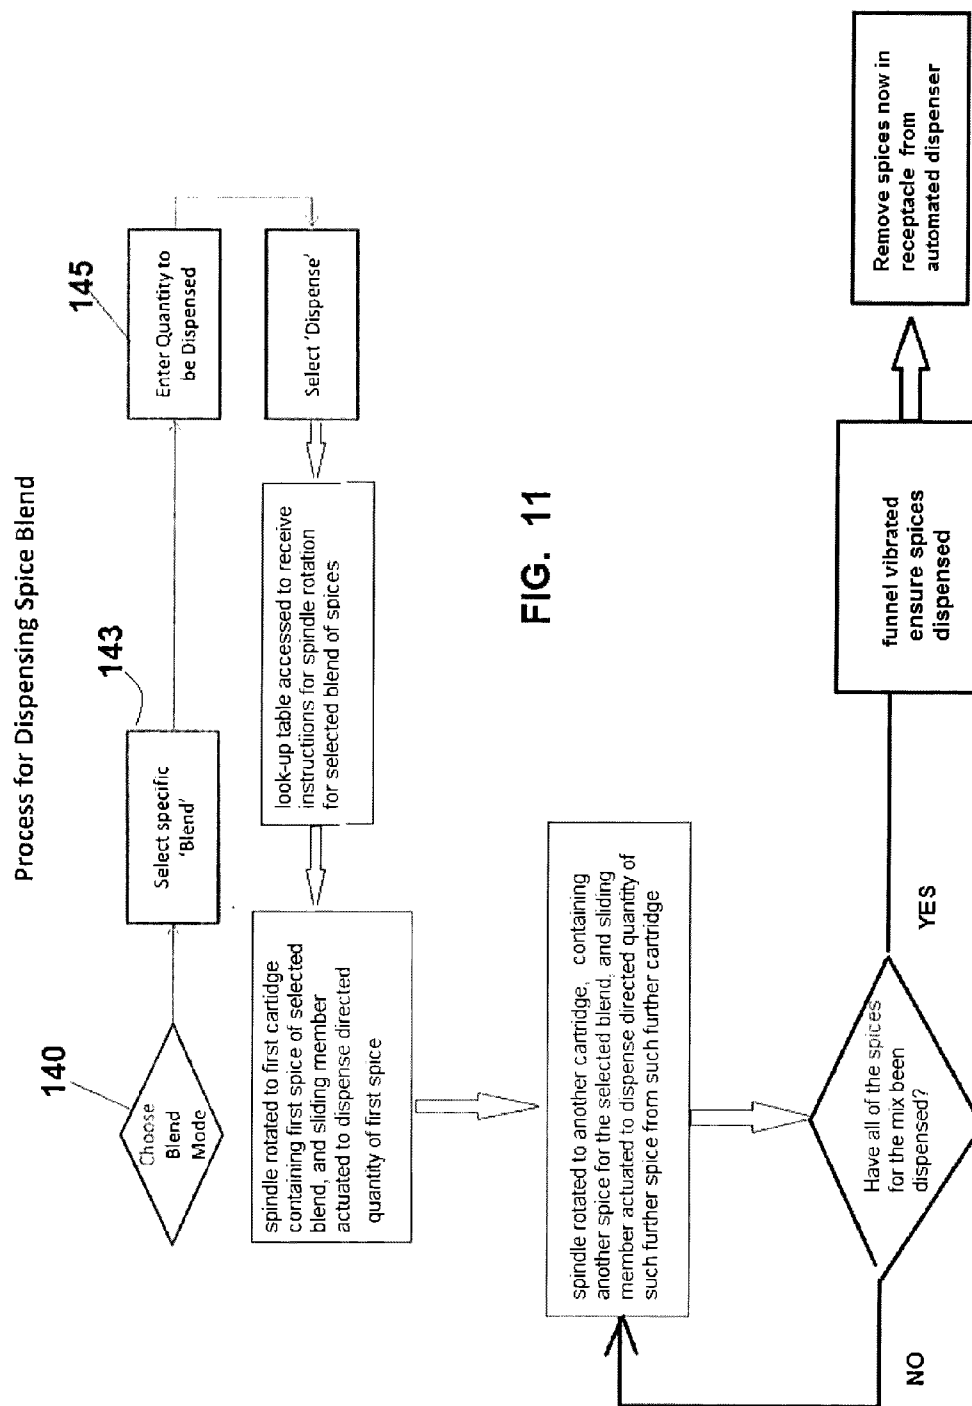 Process for Dispensing Spice Blend
140
Choose
Blend
Mode
143
Select specific
'Blend'
145
Enter Quantity to
be Dispensed
Select 'Dispense'
look-up table accessed to receive
instructiions for spindle rotation
for selected blend of spices
spindle rotated to first cartidge
containing first spice of selected
blend, and sliding member
actuated to dispense directed
quantity of first spice
spindle rotated to another cartridge, containing
another spice for the selected blend, and sliding
member actuated to dispense directed quantity of
such further spice from such further cartridge
Have all of the spices
for the mix been
dispensed?
NO
YES
funnel vibrated
ensure spices
dispensed
Remove spices now in
receptacle from
automated dispenser
FIG. 11